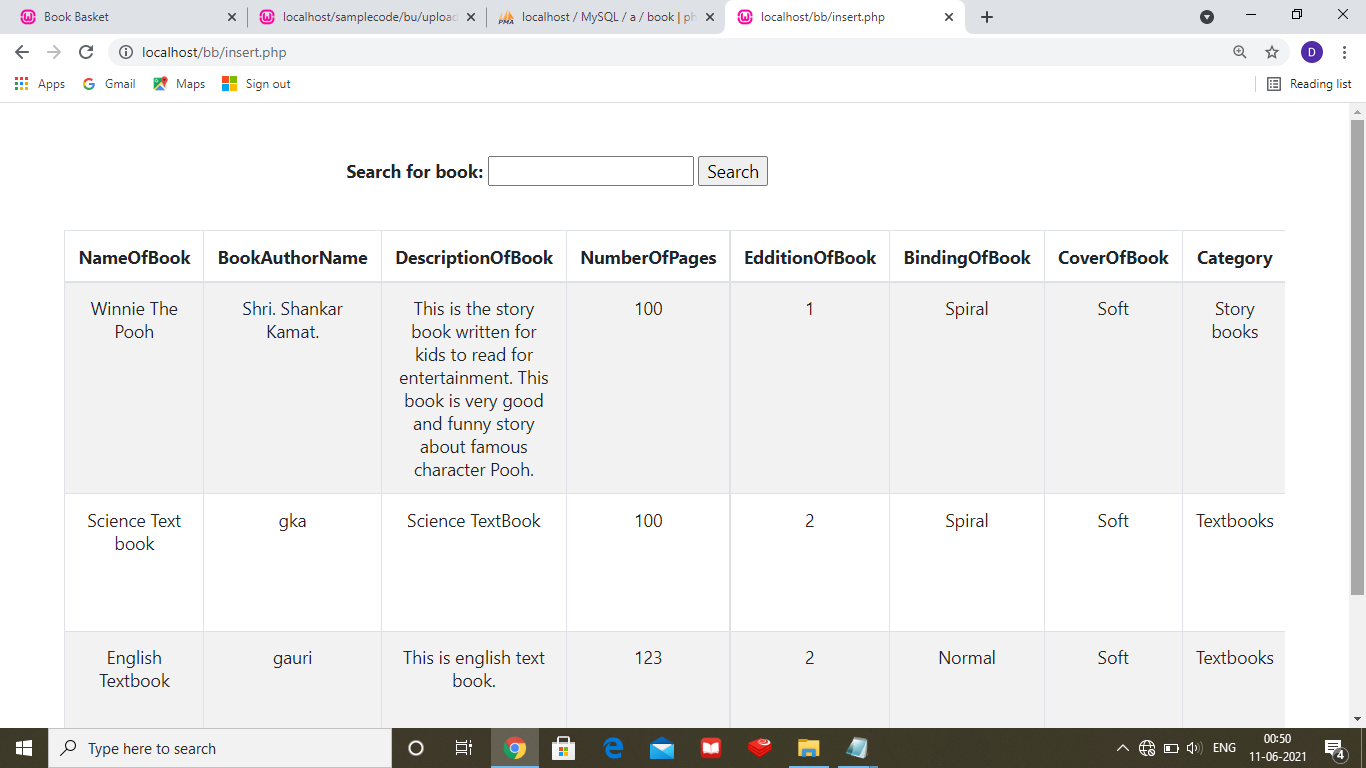 Book Basket
localhost/samplecode/bu/upload
localhost / MySQL / a / book | ph
localhost/bb/insert.php
localhost/bb/insert.php
D
Apps Gmail Maps Sign out Reading list
Search for book: Search
NameOfBook BookAuthorName DescriptionOfBook NumberOfPages EdditionOfBook BindingOfBook CoverOfBook Category
Winnie The Shri. Shankar This is the story 100 1 Spiral Soft Story
Pooh Kamat. book written for books
kids to read for
entertainment. This
book is very good
and funny story
about famous
character Pooh.
Science Text gka Science TextBook 100 2 Spiral Soft Textbooks
book
English gauri This is english text 123 2 Normal Soft Textbooks
Textbook book.
Type here to search
ENG
00:50
11-06-2021
4